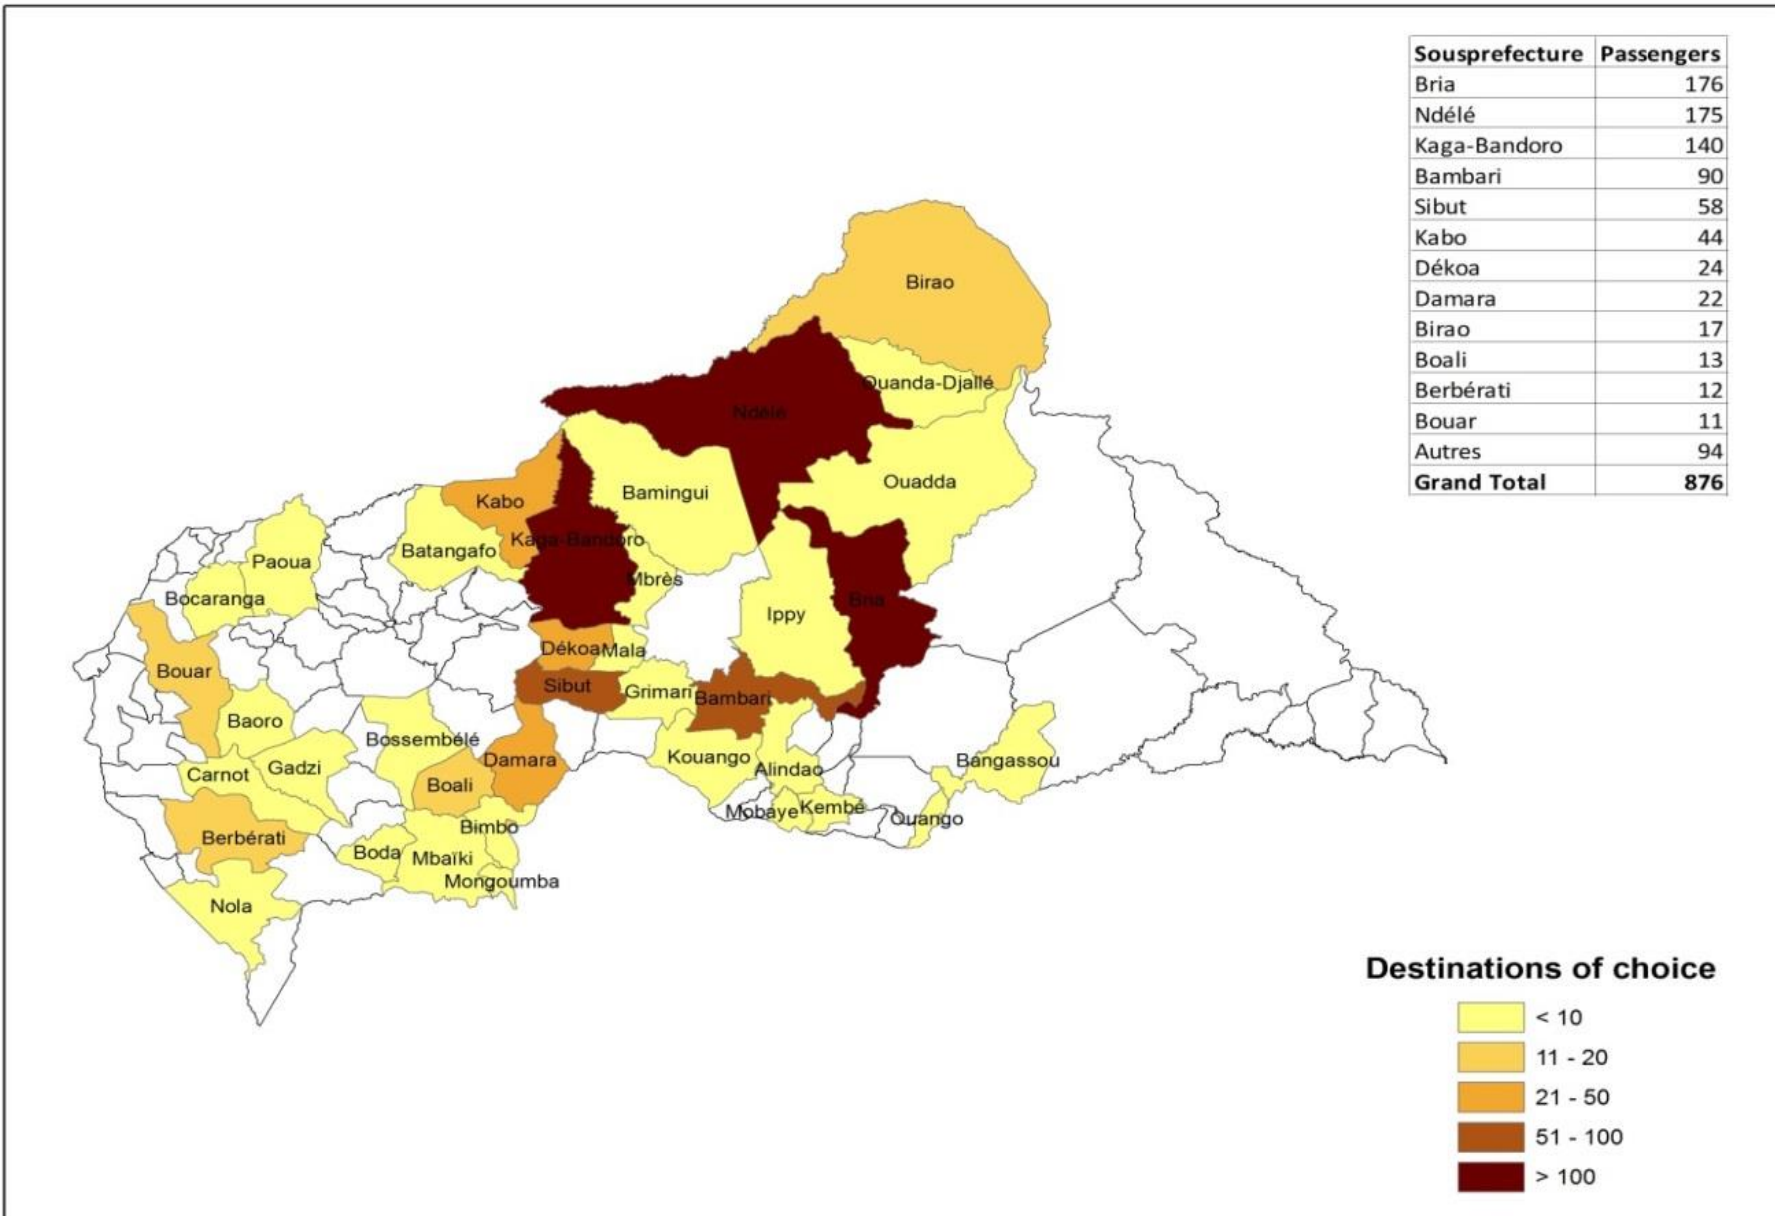 Sousprefecture Passengers
Bria 176
Ndélé 175
Kaga-Bandoro 140
Bambari 90
Sibut 58
Kabo 44
Dékoa 24
Damara 22
Birao 17
Boali 13
Berbérati 12
Bouar 11
Autres 94
Grand Total 876
Birao
Ouanda-Djallé
Ndélé
Ouadda
Bamingui
Kabo
Kaga-Bandoro
Batangafo
Paoua
Mbrès
Bocaranga
Bria
Ippy
Dékoa
Mala
Bouar
Sibut
Grimari
Bambari
Baoro
Bossembélé
Kouango
Damara
Bangassou
Gadzi
Carnot
Alindao
Boali
Mobaye
Kembé
Ouango
Bimbo
Berbérati
Boda
Mbaïki
Mongoumba
Nola
Destinations of choice
< 10
11 - 20
21 - 50
51 - 100
> 100